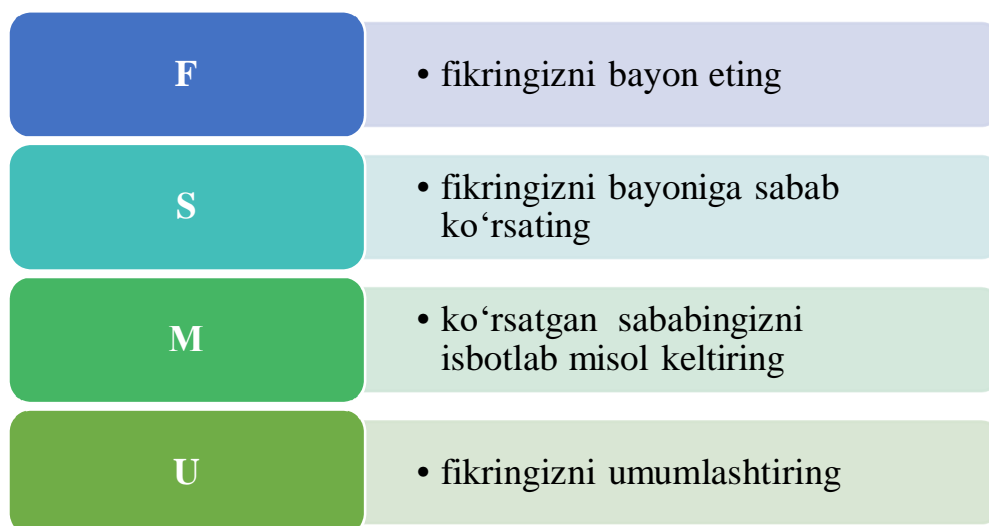 F
• fikringizni bayon eting
S
• fikringizni bayoniga sabab
ko‘rsating
M
• ko‘rsatgan sababingizni
isbotlab misol keltiring
U
• fikringizni umumlashtiring